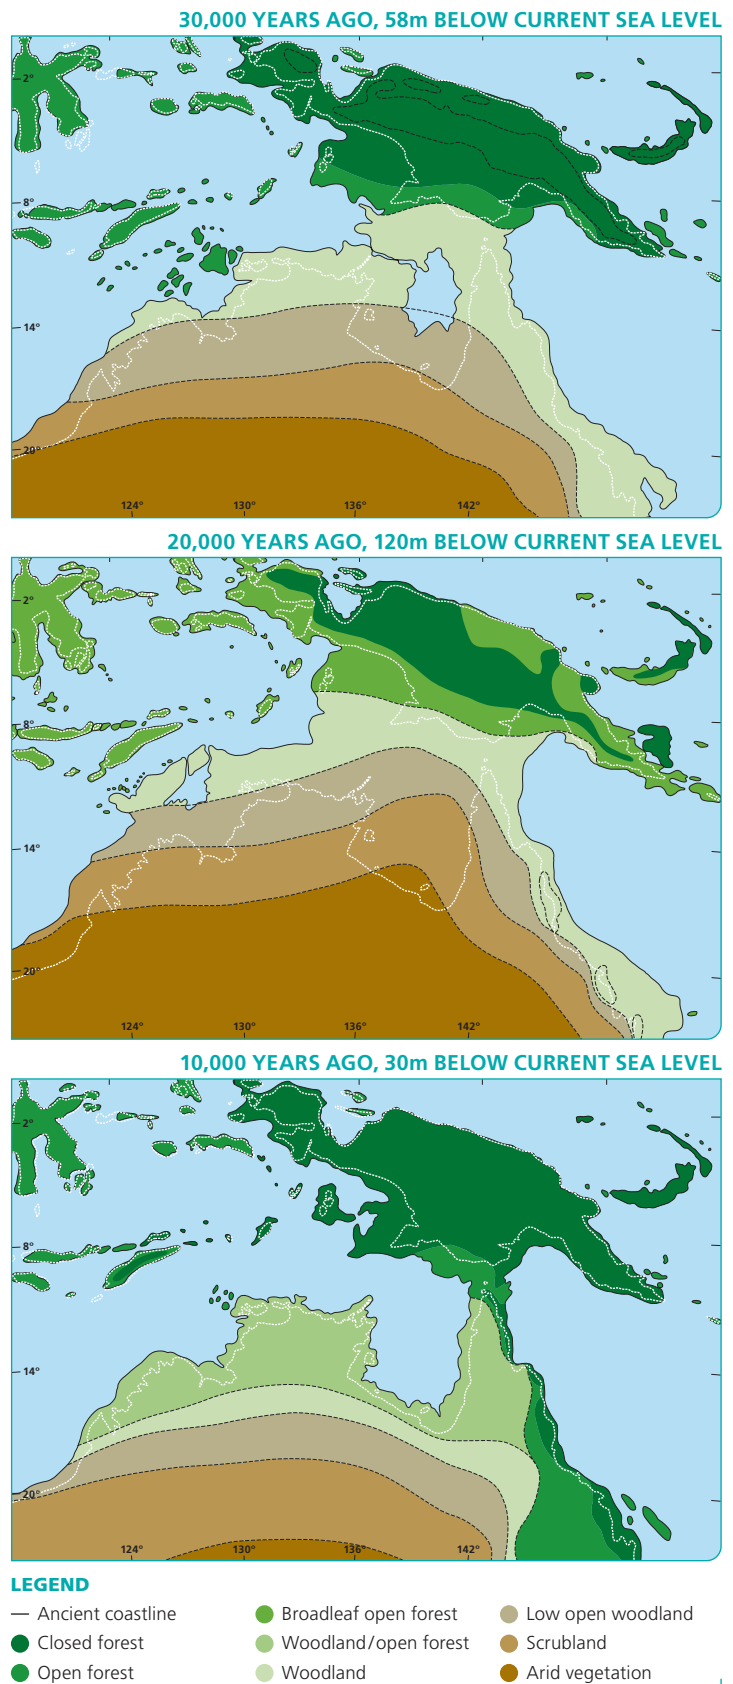 30,000 YEARS AGO, 58m BELOW CURRENT SEA LEVEL
2°
8°
14°
20°
124° 130° 136° 142°
20,000 YEARS AGO, 120m BELOW CURRENT SEA LEVEL
2°
8°
14°
20°
124° 130° 136° 142°
10,000 YEARS AGO, 30m BELOW CURRENT SEA LEVEL
2°
8°
14°
20°
124° 130° 136° 142°
LEGEND
Ancient coastline
Closed forest
Open forest
Broadleaf open forest
Woodland/open forest
Woodland
Low open woodland
Scrubland
Arid vegetation